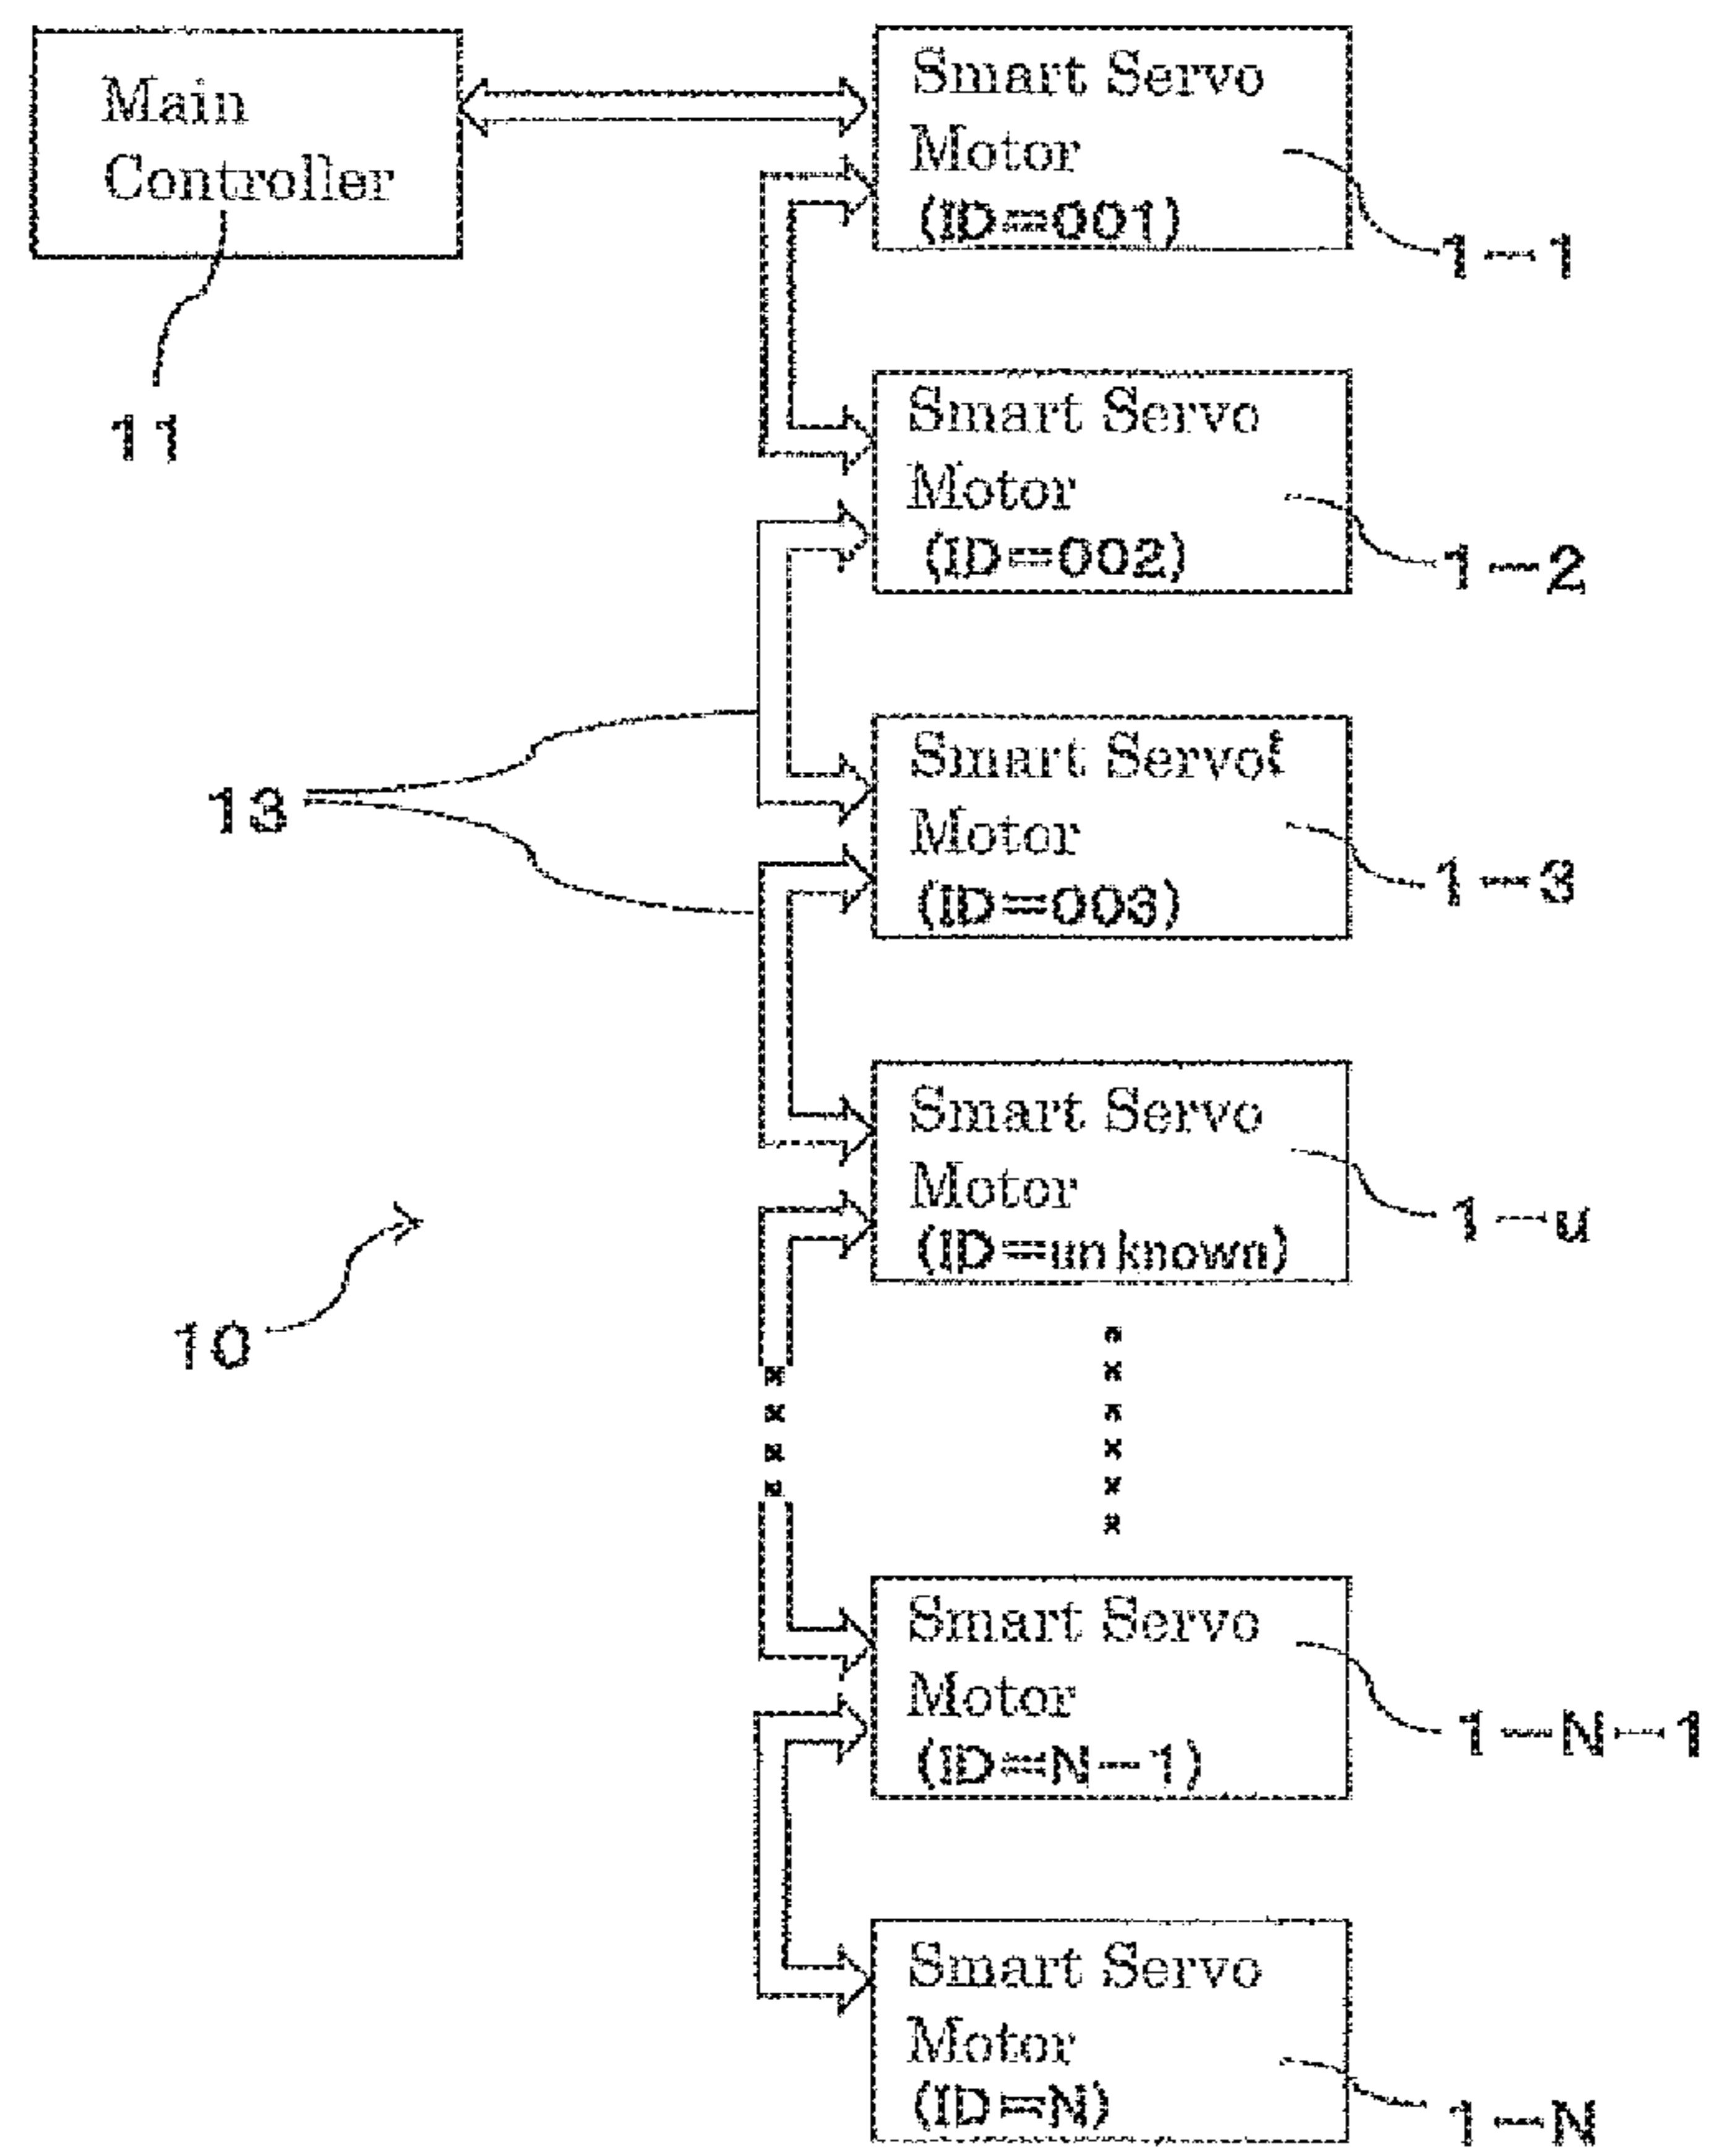 Main
Controller
11
Smart Servo
Motor
(ID=001)
1-1
Smart Servo
Motor
(ID=002)
1-2
13
Smart Servof
Motor
(ID=003)
1-3
Smart Servo
Motor
(ID=unknown)
1-u
10
Smart Servo
Motor
(ID=N-1)
1-N-1
Smart Servo
Motor
(ID=N)
1-N